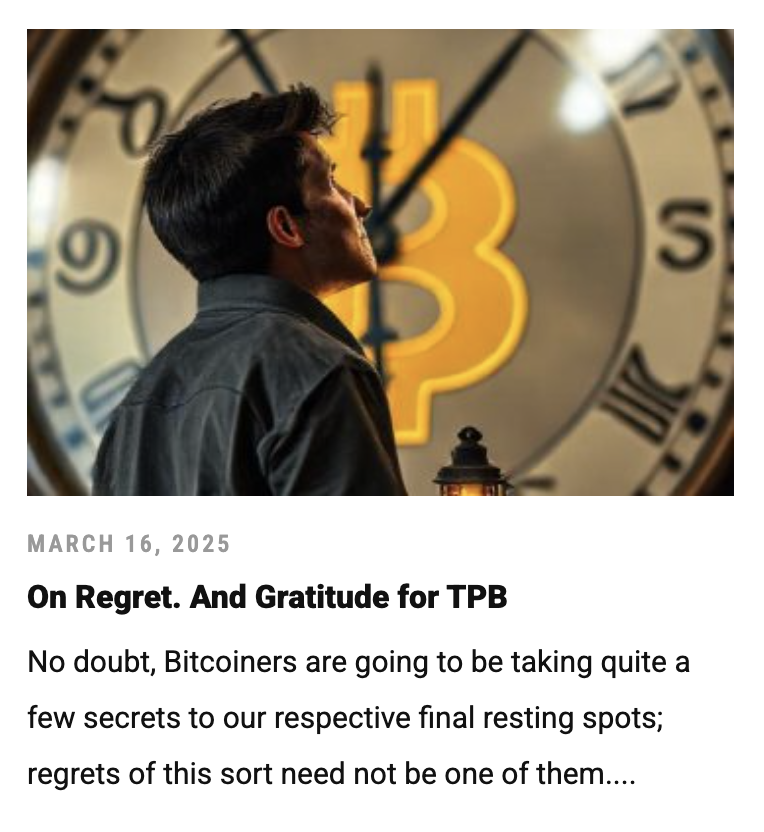 9
MARCH 16, 2025
On Regret. And Gratitude for TPB
No doubt, Bitcoiners are going to be taking quite a
few secrets to our respective final resting spots;
regrets of this sort need not be one of them....